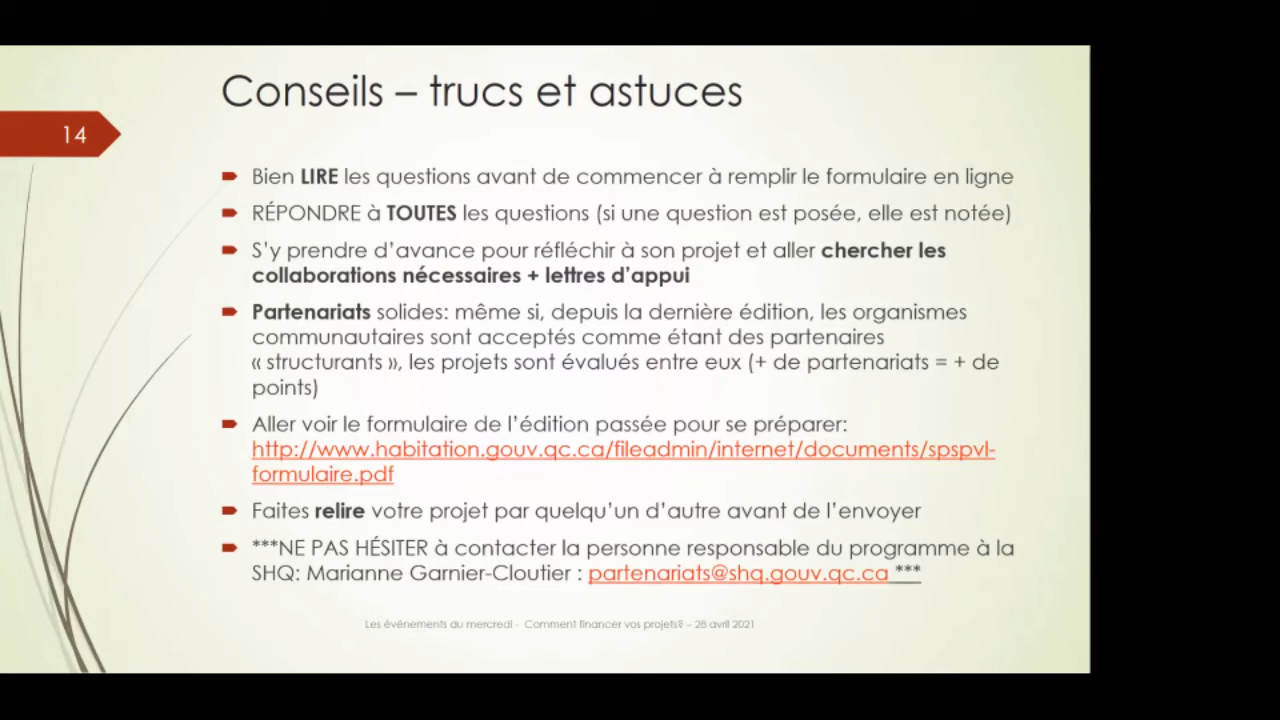 Conseils – trucs et astuces
14
Bien LIRE les questions avant de commencer à remplir le formulaire en ligne
RÉPONDRE à TOUTES les questions (si une question est posée, elle est notée)
S’y prendre d’avance pour réfléchir à son projet et aller chercher les
collaborations nécessaires + lettres d’appui
Partenariats solides: même si, depuis la dernière édition, les organismes
communautaires sont acceptés comme étant des partenaires
« structurants », les projets sont évalués entre eux (+ de partenariats = + de
points)
Aller voir le formulaire de l’édition passée pour se préparer:
http://www.habitation.gouv.qc.ca/fileadmin/internet/documents/spspvl-
formulaire.pdf
Faites relire votre projet par quelqu’un d’autre avant de l’envoyer
***NE PAS HÉSITER à contacter la personne responsable du programme à la
SHQ: Marianne Garnier-Cloutier : partenariats@shq.gouv.qc.ca ***
Les événements du mercredi - Comment financer vos projets? – 28 avril 2021